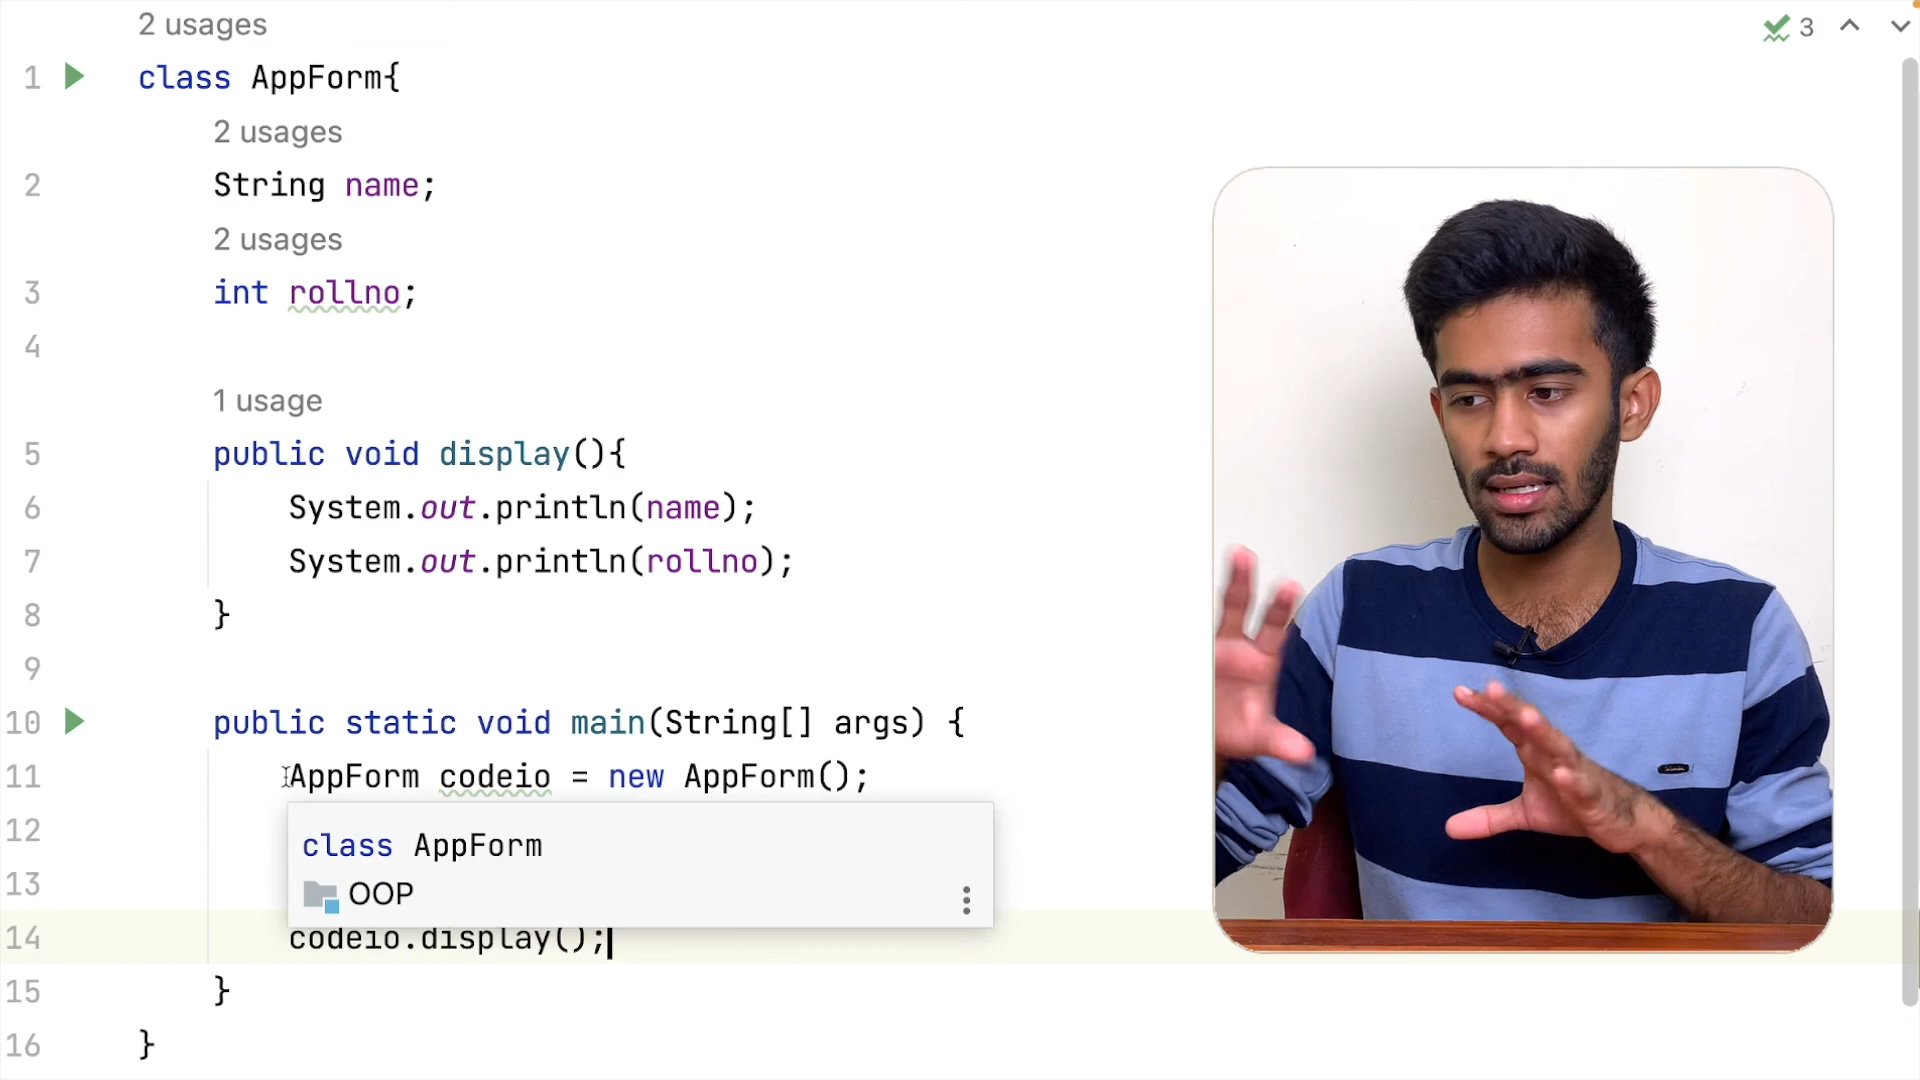 2 usages
3
1 class AppForm{
2 usages
2 String name;
2 usages
3 int rollno;
4
1 usage
5 public void display(){
6 System.out.println(name);
7 System.out.println(rollno);
8 }
9
10 public static void main(String[] args) {
11 AppForm codeio = new AppForm();
12
class AppForm
13
OOP
14 codeio.display();
15 }
16 }